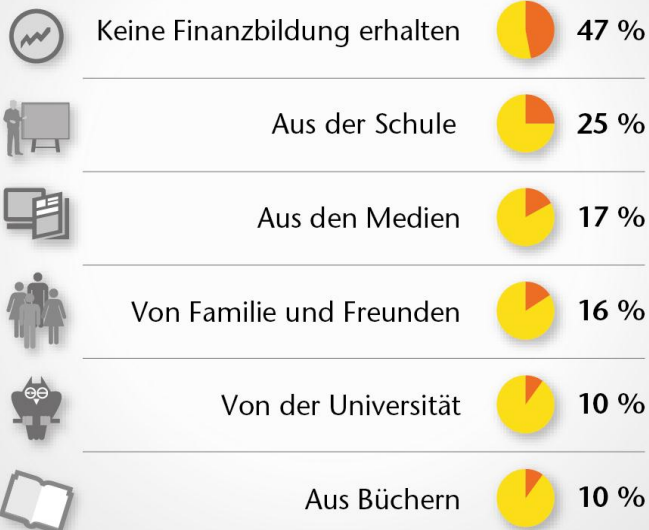 Keine Finanzbildung erhalten 47 %
Aus der Schule 25 %
Aus den Medien 17 %
Von Familie und Freunden 16 %
Von der Universität 10 %
Aus Büchern 10 %